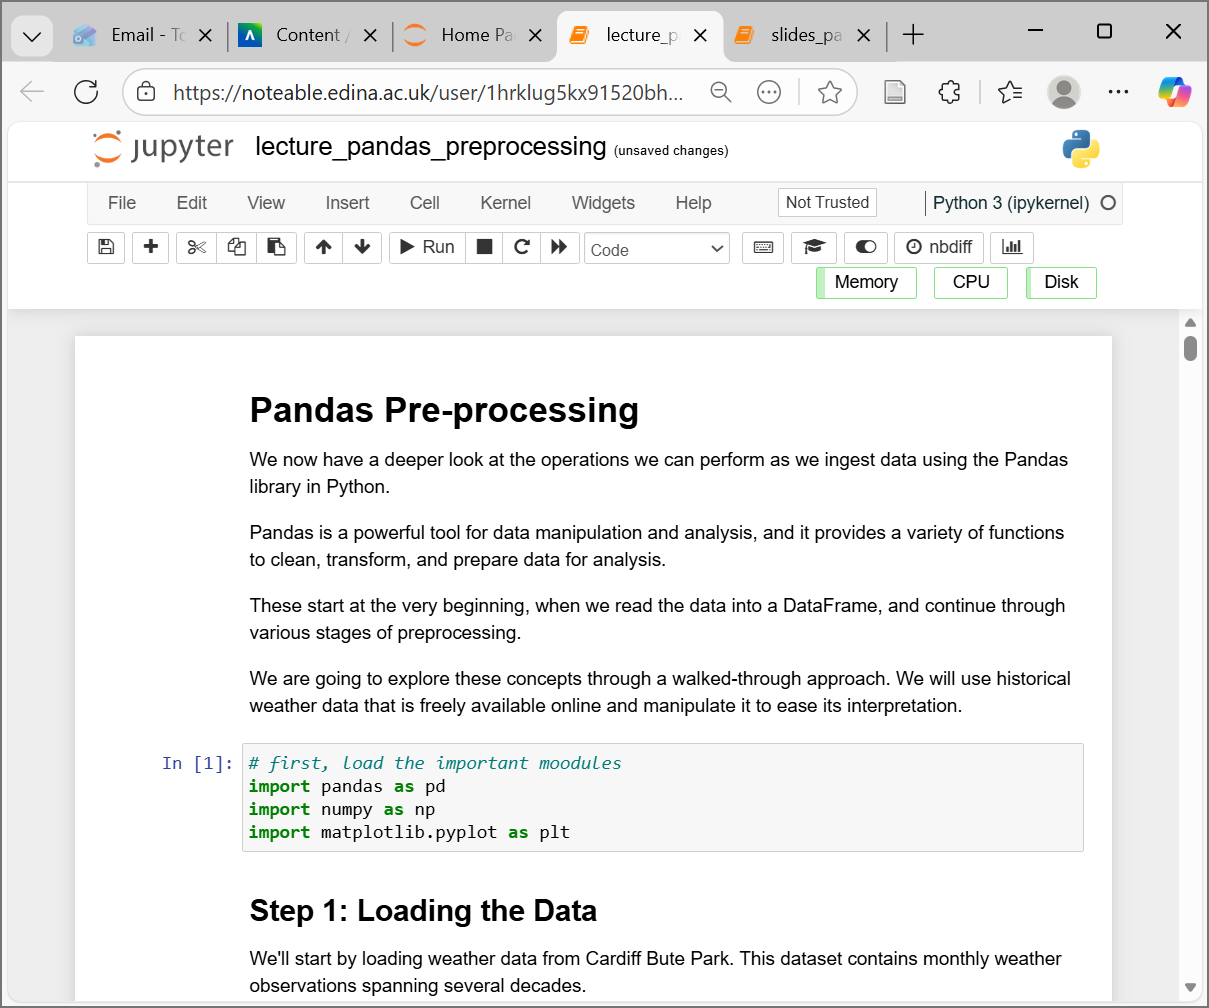 Email - To
Content /
Home Pa
lecture_p
slides_pa
https://noteable.edina.ac.uk/user/1hrklug5kx91520bh...
jupyter lecture_pandas_preprocessing (unsaved changes)
File Edit View Insert Cell Kernel Widgets Help Not Trusted Python 3 (ipykernel)
Run Code nbdiff
Memory CPU Disk
Pandas Pre-processing
We now have a deeper look at the operations we can perform as we ingest data using the Pandas
library in Python.
Pandas is a powerful tool for data manipulation and analysis, and it provides a variety of functions
to clean, transform, and prepare data for analysis.
These start at the very beginning, when we read the data into a DataFrame, and continue through
various stages of preprocessing.
We are going to explore these concepts through a walked-through approach. We will use historical
weather data that is freely available online and manipulate it to ease its interpretation.
In [1]: # first, load the important moodules
import pandas as pd
import numpy as np
import matplotlib.pyplot as plt
Step 1: Loading the Data
We'll start by loading weather data from Cardiff Bute Park. This dataset contains monthly weather
observations spanning several decades.